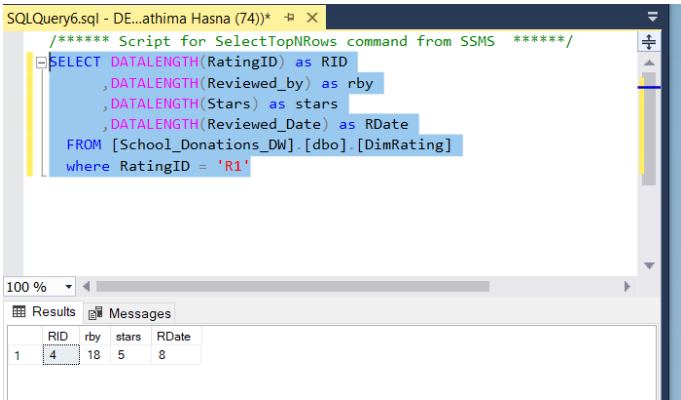 SQLQuery6.sql - DE...athima Hasna (74))*
/****** Script for SelectTopNRows command from SSMS  ******/
SELECT DATALENGTH(RatingID) as RID
,DATALENGTH(Reviewed_by) as rby
,DATALENGTH(Stars) as stars
,DATALENGTH(Reviewed_Date) as RDate
FROM [School_Donations_DW].[dbo].[DimRating]
where RatingID = 'R1'
100 %
Results Messages
RID rby stars RDate
1 4 18 5 8